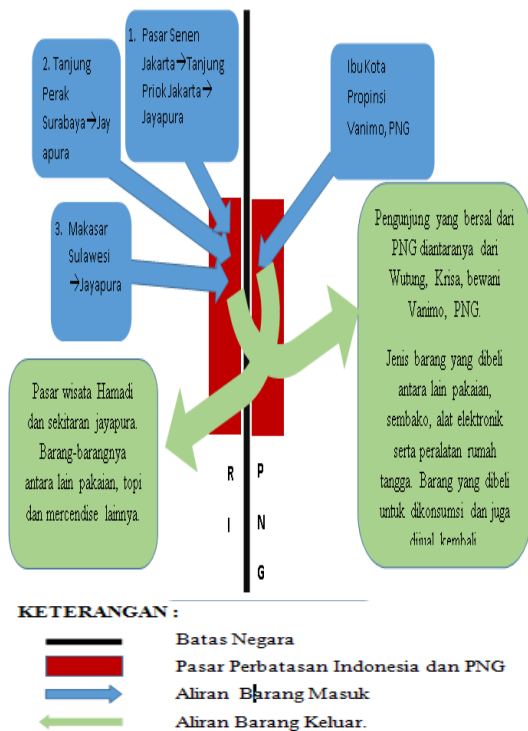 1. Pasar Senen
Jakarta→Tanjung
PriokJakarta→
Jayapura
2. Tanjung
Perak
Surabaya→Jay
apura
Ibu Kota
Propinsi
Vanimo, PNG
3. Makasar
Sulawesi
→Jayapura
Pengunjung yang bersal dari
PNG diantaranya dari
Wutung, Krisa, bewani
Vanimo, PNG.
Jenis barang yang dibeli
antara lain pakaian,
sembako, alat elektronik
serta peralatan rumah
tangga. Barang yang dibeli
untuk dikonsumsi dan juga
dijual kembali
Pasar wisata Hamadi
dan sekitaran jayapura.
Barang-barangnya
antara lain pakaian, topi
dan mercendise lainnya.
R
I
P
N
G
KETERANGAN :
Batas Negara
Pasar Perbatasan Indonesia dan PNG
Aliran Barang Masuk
Aliran Barang Keluar.